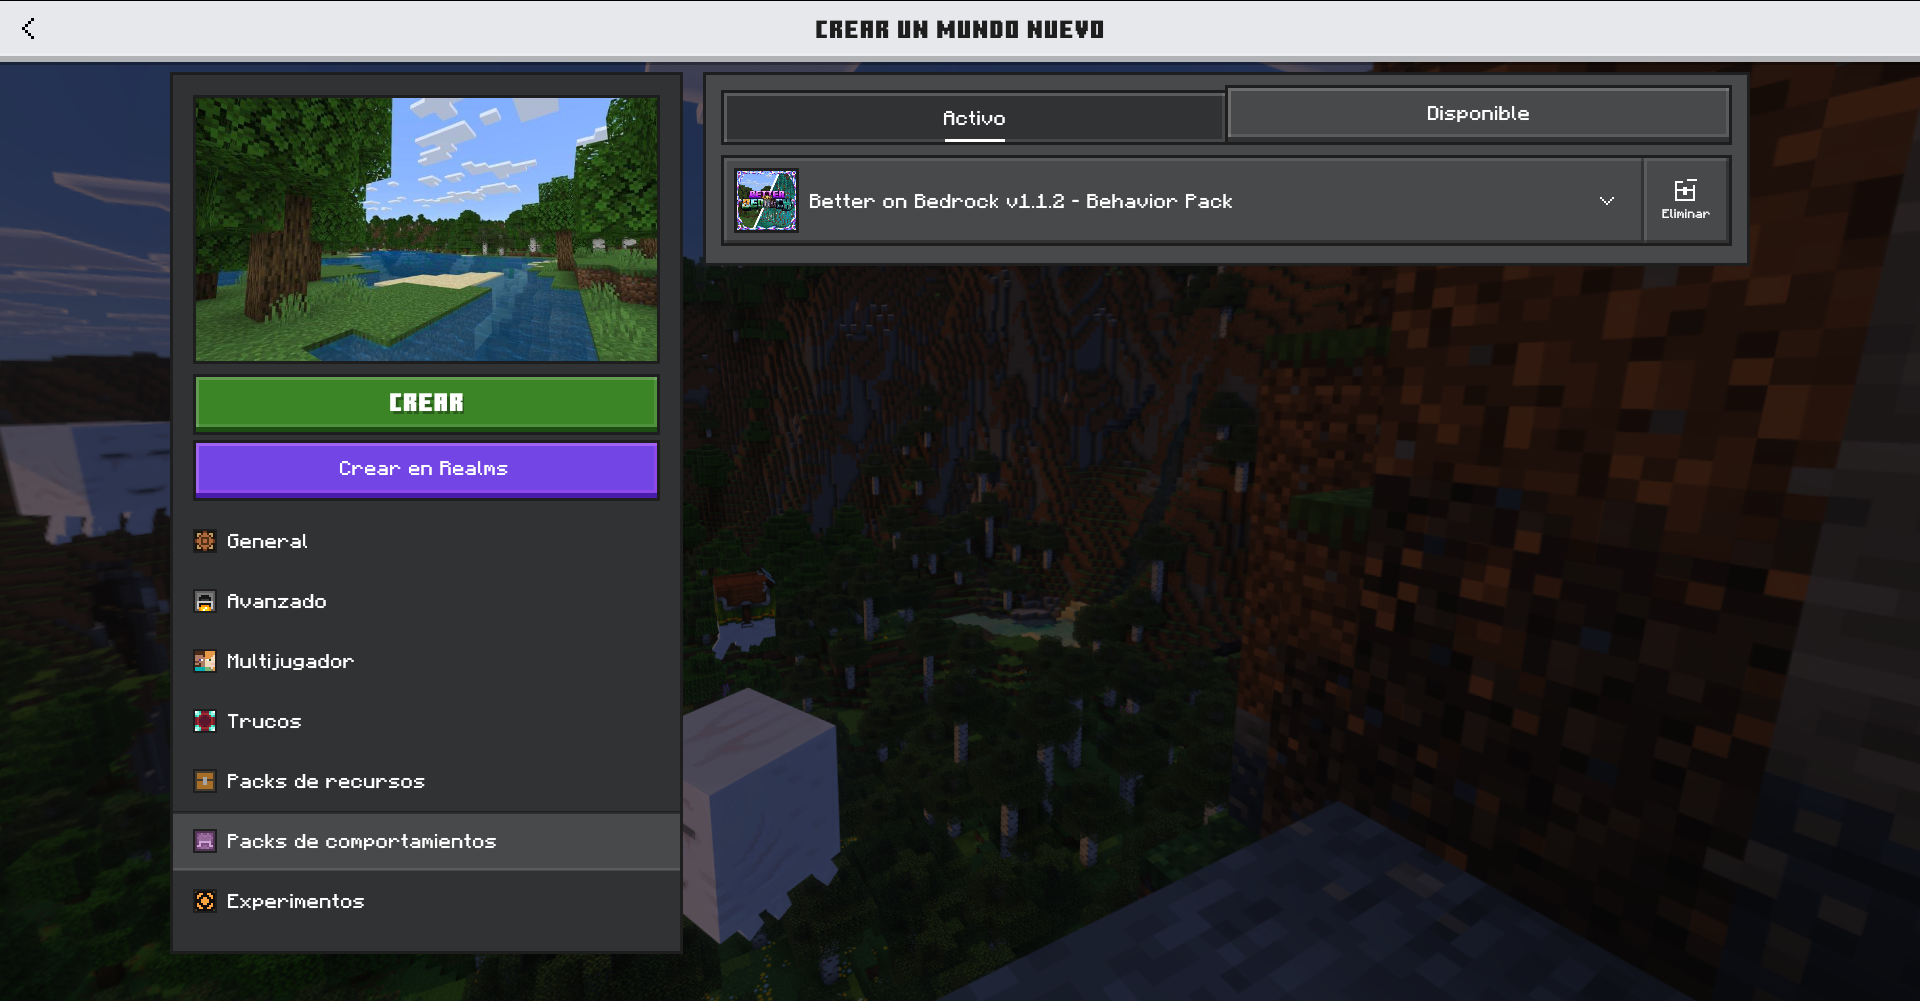 CREAR UN MUNDO NUEVO
Activo
Disponible
Better on Bedrock v1.1.2 - Behavior Pack
Eliminar
CREAR
Crear en Realms
General
Avanzado
Multijugador
Trucos
Packs de recursos
Packs de comportamientos
Experimentos